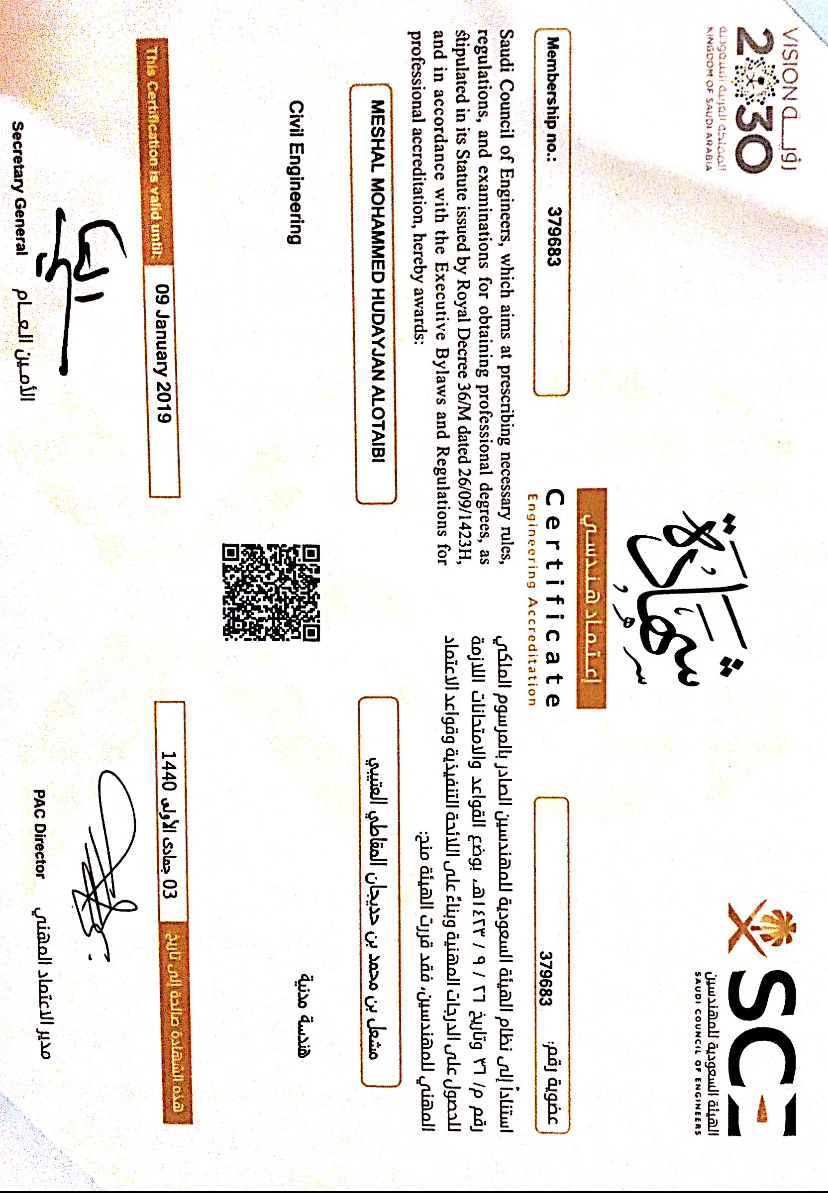 رؤية VISION
2030
المملكة العربية السعودية
KINGDOM OF SAUDI ARABIA
شهادة
إعتماد هندسي
Certificate
Engineering Accreditation
SCE
الهيئة السعودية للمهندسين
SAUDI COUNCIL OF ENGINEERS
Membership no.: 379683
379683 عضوية رقم:
Saudi Council of Engineers, which aims at prescribing necessary rules,
regulations, and examinations for obtaining professional degrees, as
stipulated in its Statute issued by Royal Decree 36/M dated 26/09/1423H,
and in accordance with the Executive Bylaws and Regulations for
professional accreditation, hereby awards:
استناداً إلى نظام الهيئة السعودية للمهندسين الصادر بالمرسوم الملكي
رقم م/ ٣٦ وتاريخ ٢٦ / ٩ / ١٤٢٣هـ، بوضع القواعد والامتحانات اللازمة
للحصول على الدرجات المهنية وبناءً على اللائحة التنفيذية وقواعد الاعتماد
المهني للمهندسين، فقد قررت الهيئة منح:
MESHAL MOHAMMED HUDAYJAN ALOTAIBI
مشعل بن محمد بن حديجان المقاطي العتيبي
Civil Engineering
هندسة مدنية
This Certification is valid until: 09 January 2019
هذه الشهادة صالحة إلى تاريخ 03 جمادى الأولى 1440
Secretary General الأمين العام
PAC Director مدير الاعتماد المهني